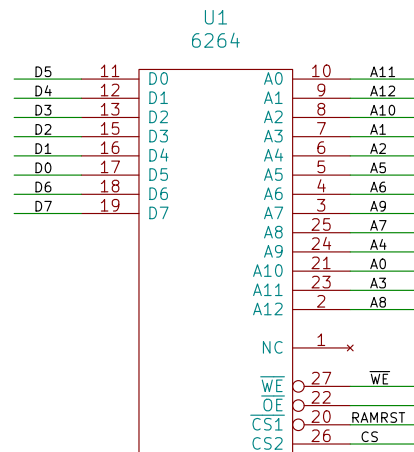 U1
6264
D5 11 D0 A0 10 A11
D4 12 D1 A1 9 A12
D3 13 D2 A2 8 A10
D2 15 D3 A3 7 A1
D1 16 D4 A4 6 A2
D0 17 D5 A5 5 A5
D6 18 D6 A6 4 A6
D7 19 D7 A7 3 A9
A8 25 A7
A9 24 A4
A10 21 A0
A11 23 A3
A12 2 A8
NC 1
WE 27 WE
OE 22
CS1 20 RAMRST
CS2 26 CS